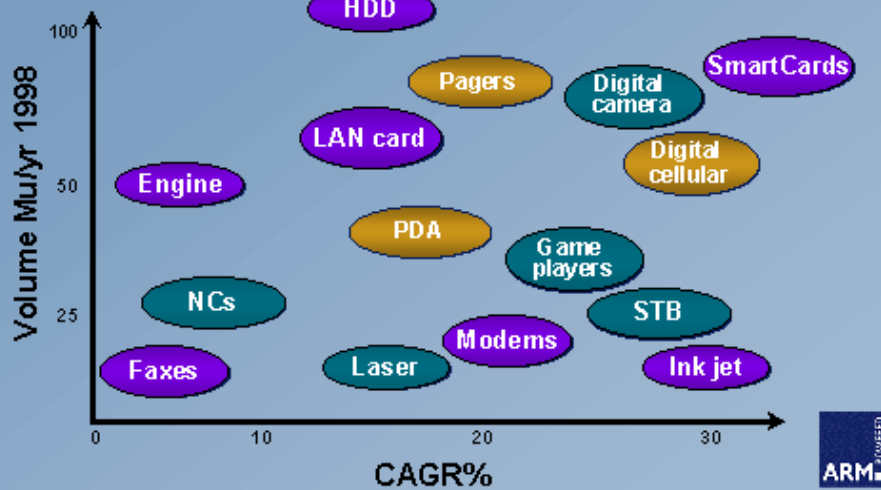 HDD
100
SmartCards
Pagers
Digital
camera
LAN card
Digital
cellular
Engine
50
PDA
Game
players
NCs
STB
25
Modems
Faxes
Laser
Ink jet
0
10
20
30
CAGR%
Volume Mu/yr 1998
ARM
POWERED